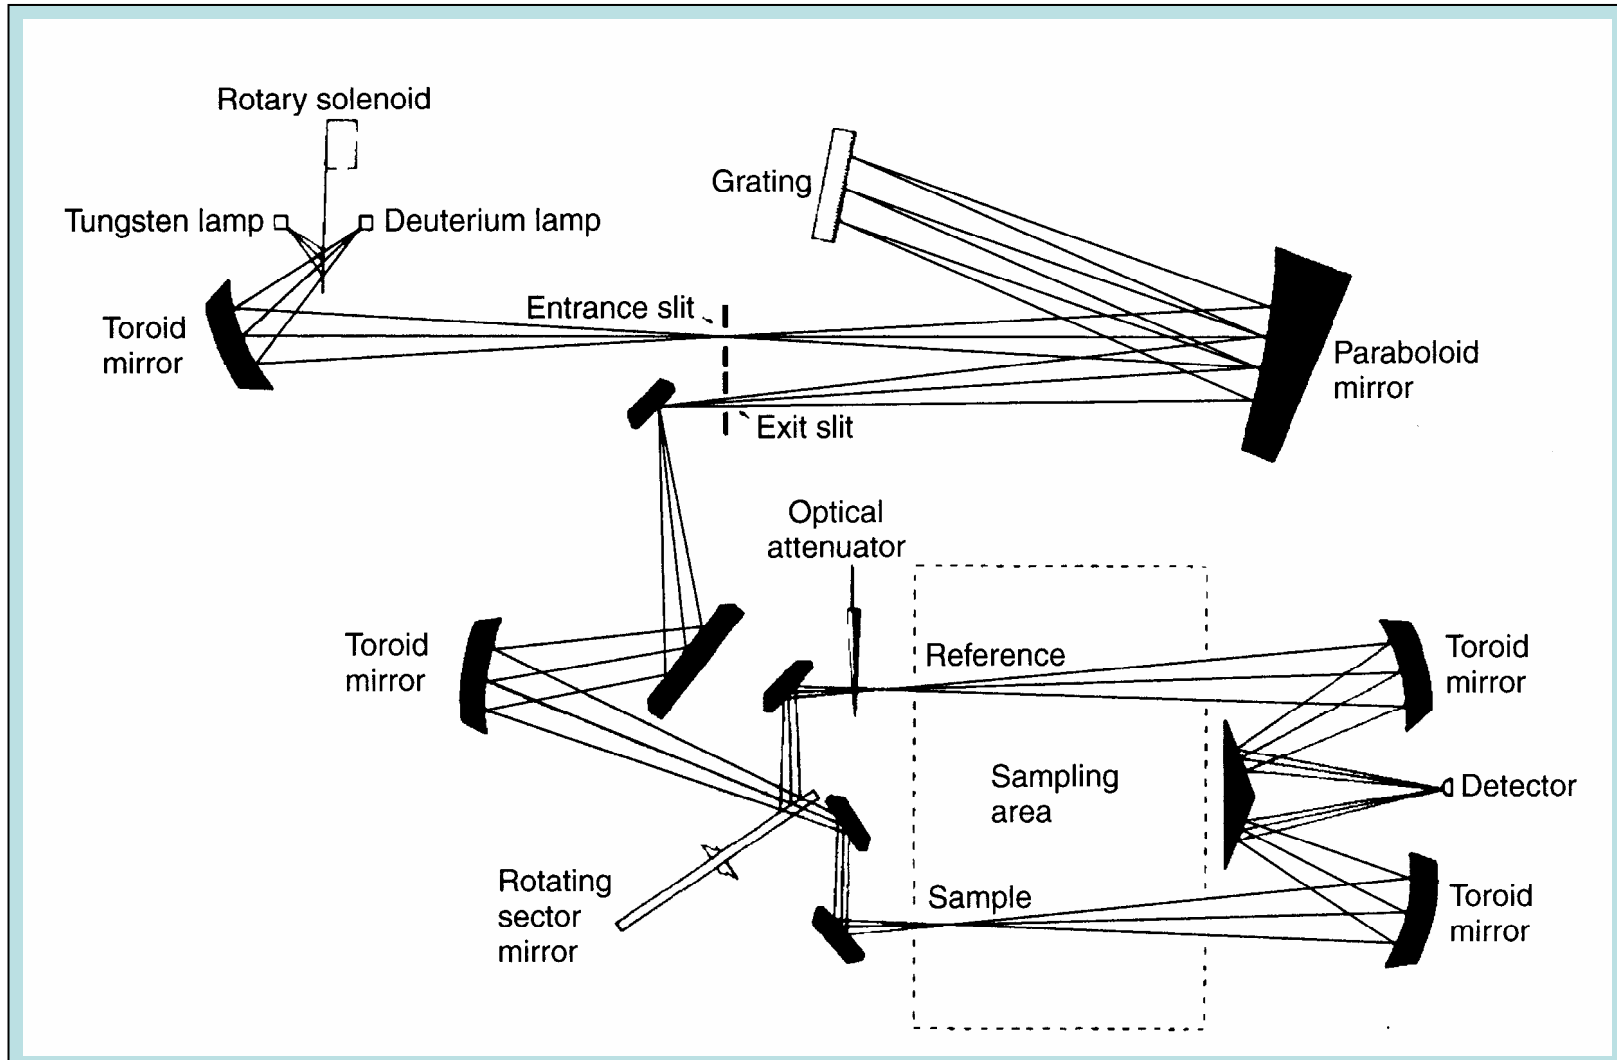 Rotary solenoid
Grating
Tungsten lamp
Deuterium lamp
Entrance slit
Toroid
mirror
Paraboloid
mirror
Exit slit
Optical
attenuator
Toroid
mirror
Reference
Toroid
mirror
Sampling
area
Detector
Rotating
sector
mirror
Sample
Toroid
mirror